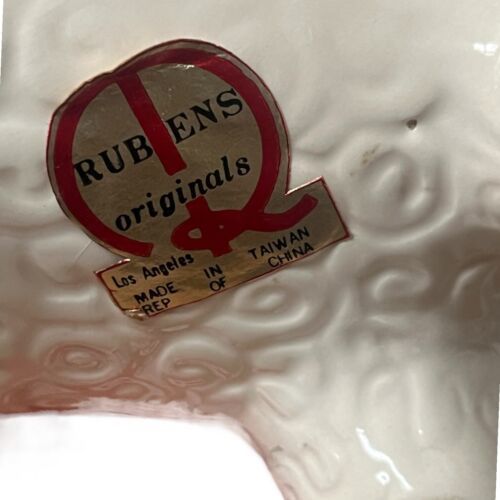 RUBENS
originals
Los Angeles
MADE IN TAIWAN
REP OF CHINA